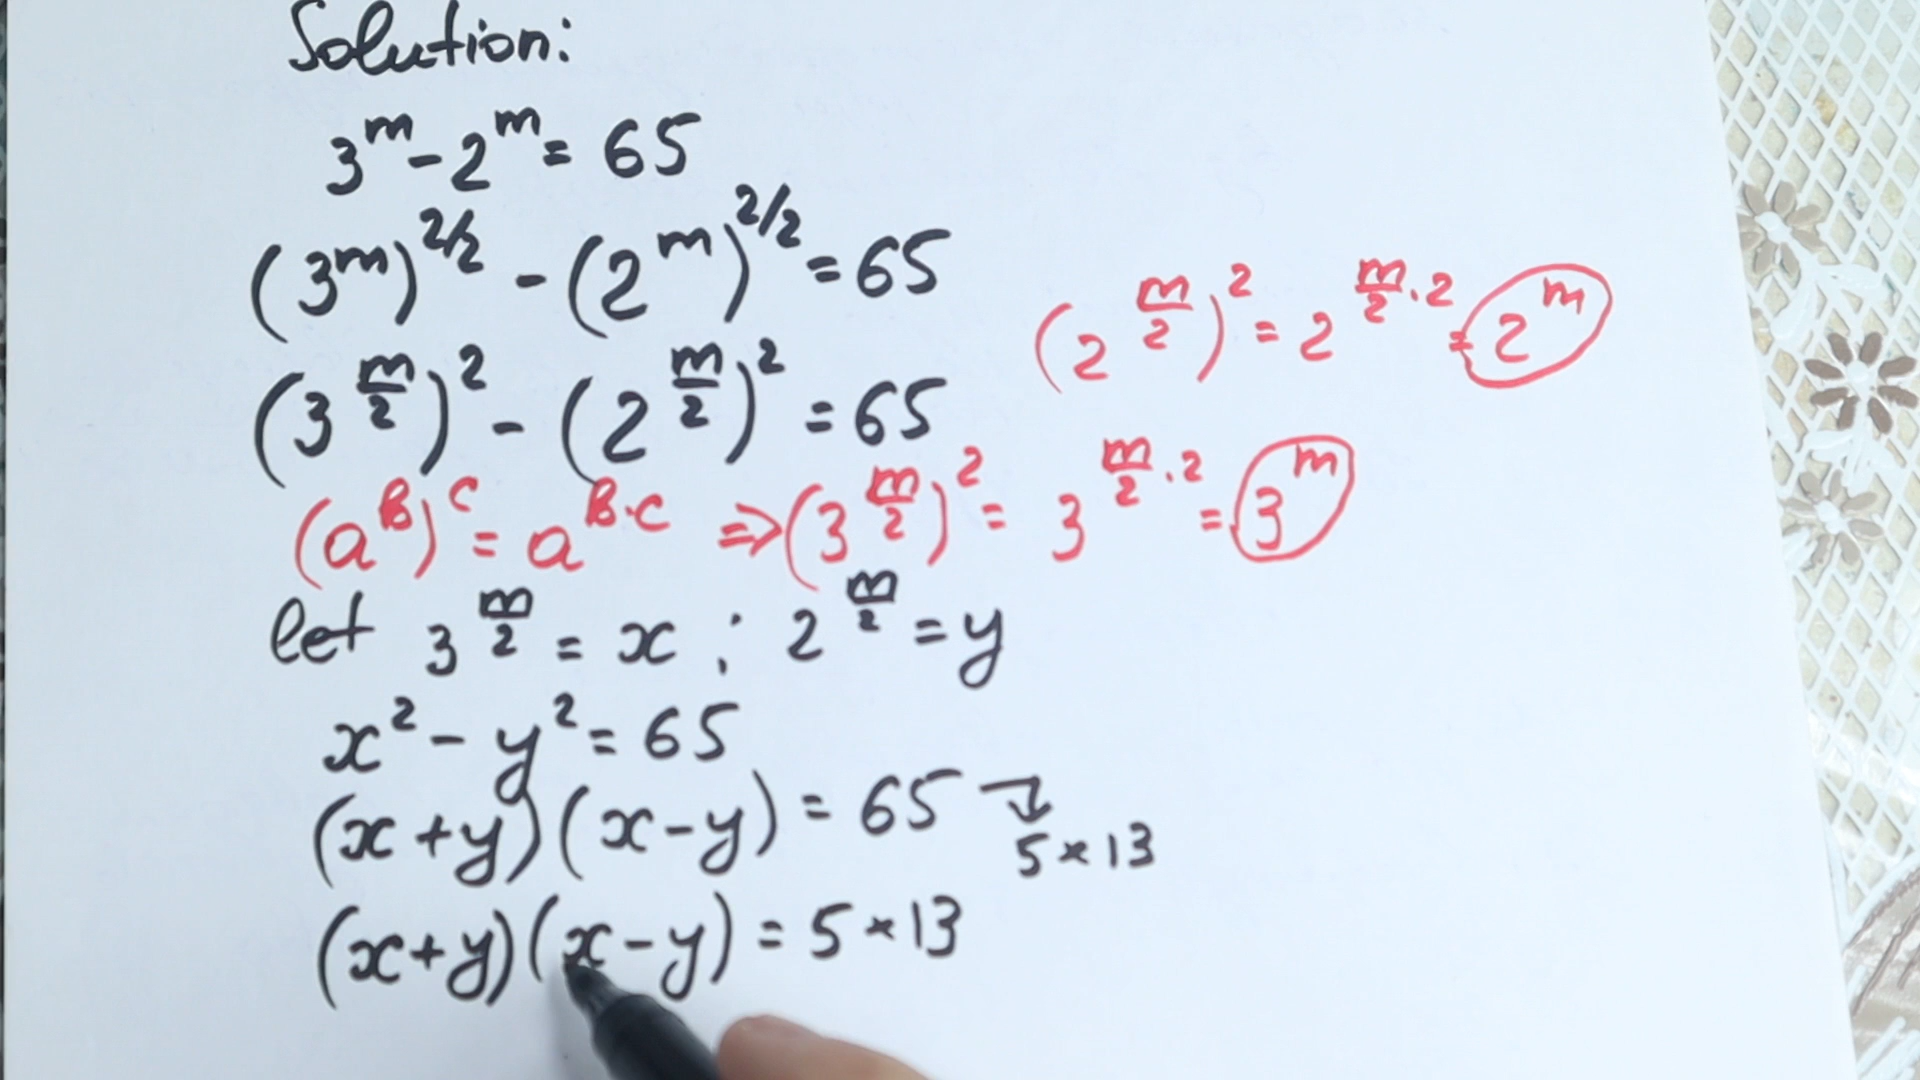 Solution:
3^m - 2^m = 65
(3^m)^2/2 - (2^m)^2/2 = 65
(3^m/2)^2 - (2^m/2)^2 = 65
(2^m/2)^2 = 2^m/2·2 = 2^m
(a^B)^c = a^B·c ⇒ (3^m/2)^2 = 3^m/2·2 = 3^m
let 3^m/2 = x ; 2^m/2 = y
x² - y² = 65
(x+y)(x-y) = 65
5 * 13
(x+y)(x-y) = 5 * 13